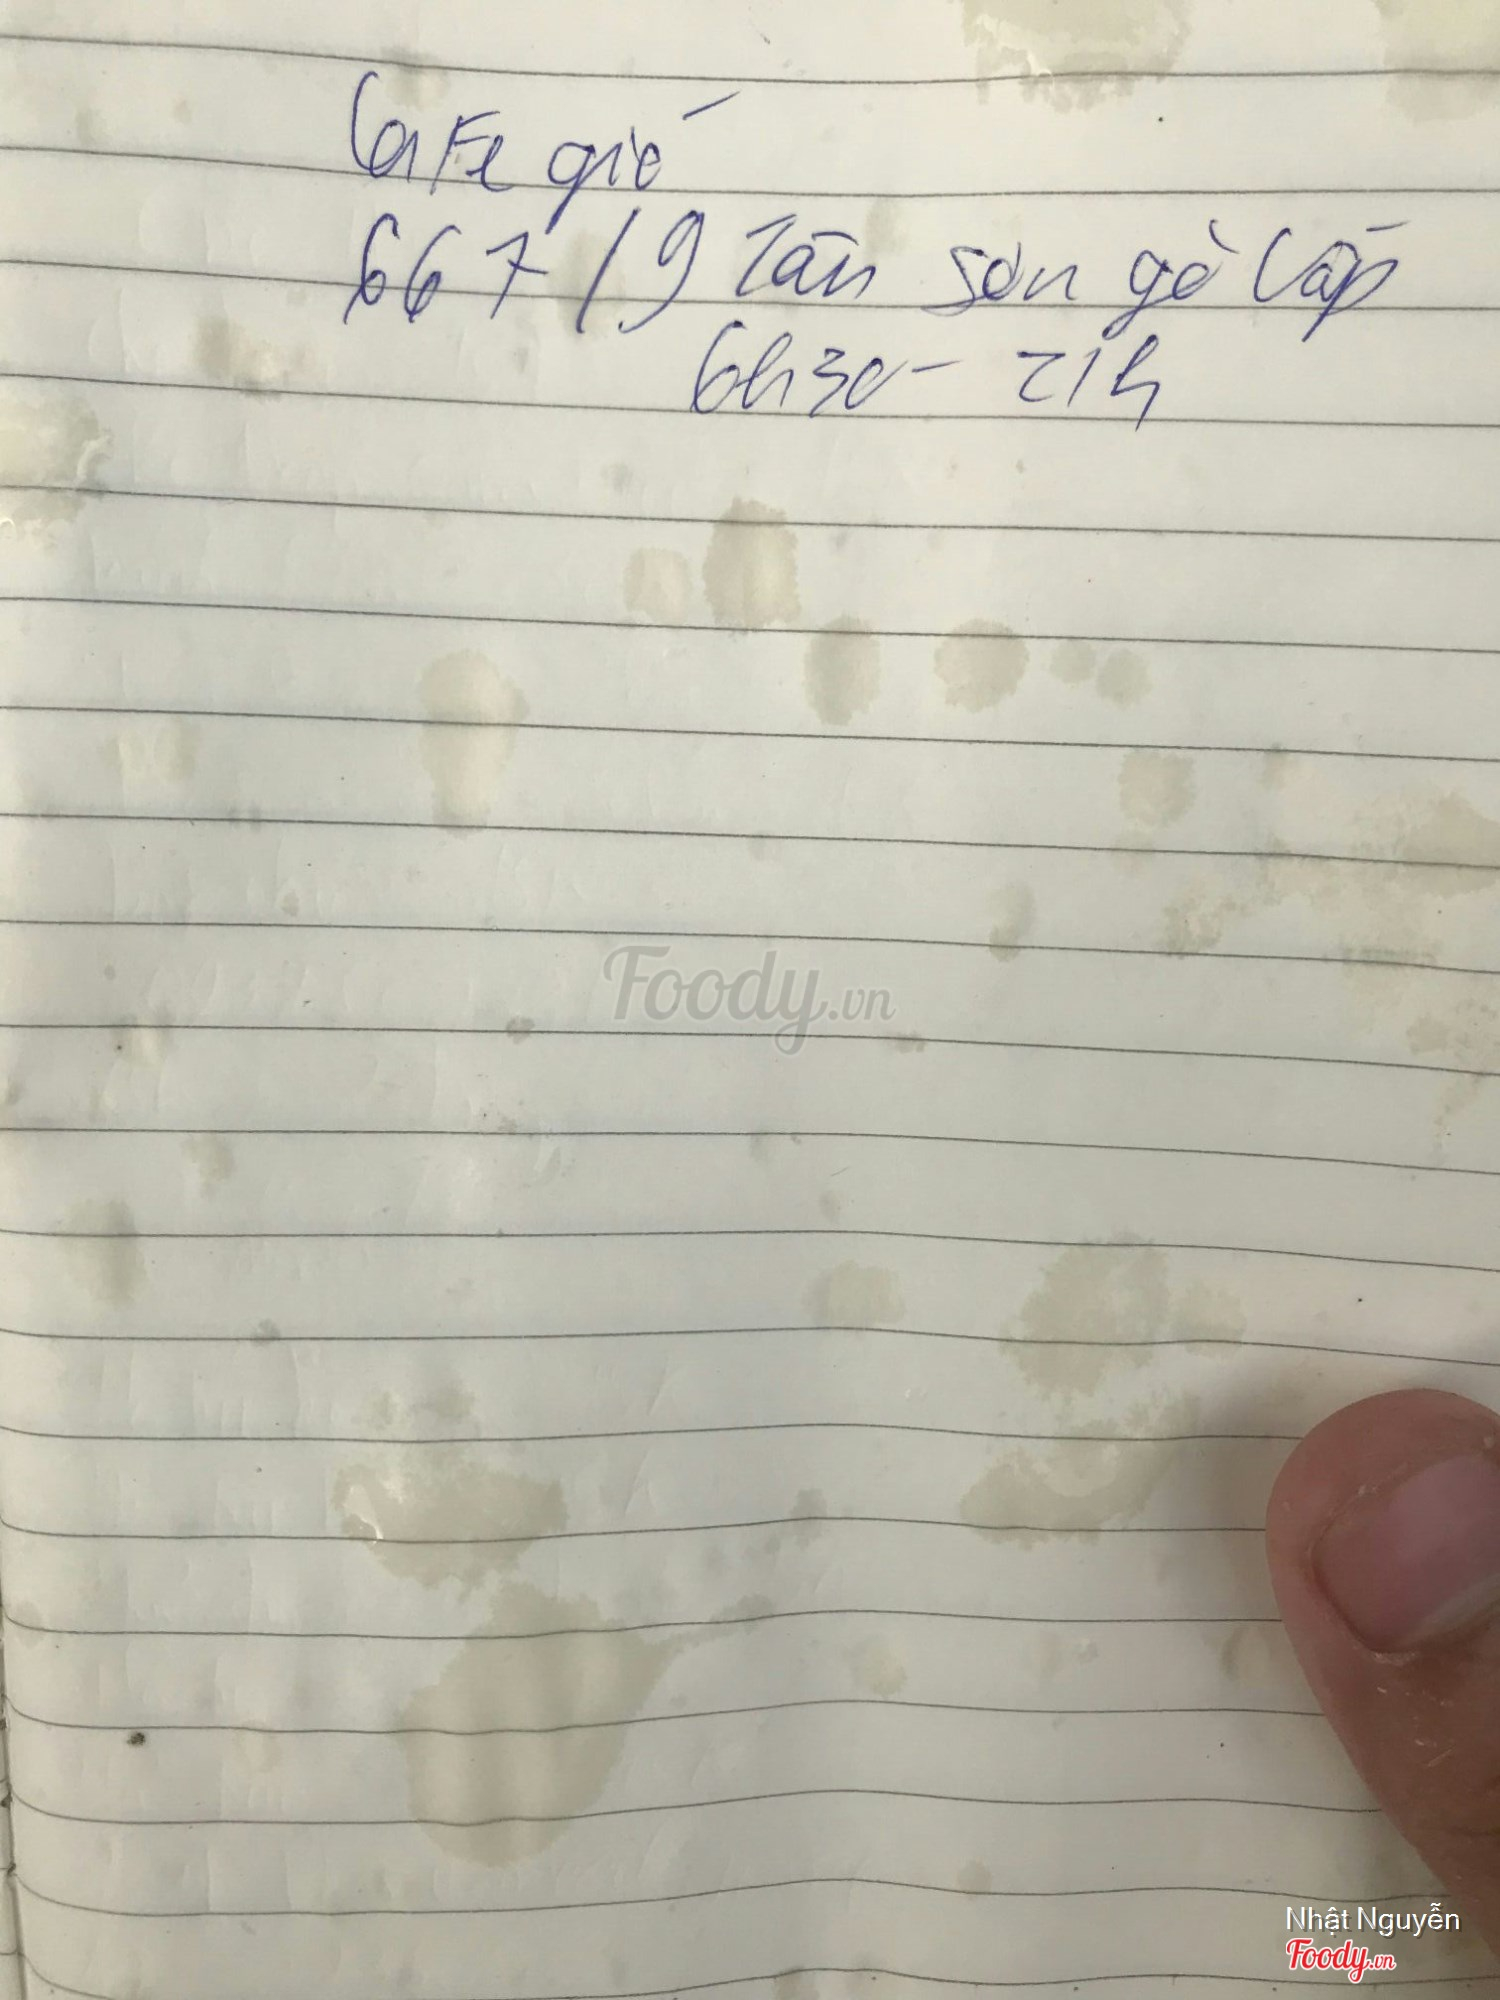 Cafe gió
667/9 Tân Sơn gò Vấp
6h30 - 21h
Foody.vn
Nhật Nguyễn
Foody.vn